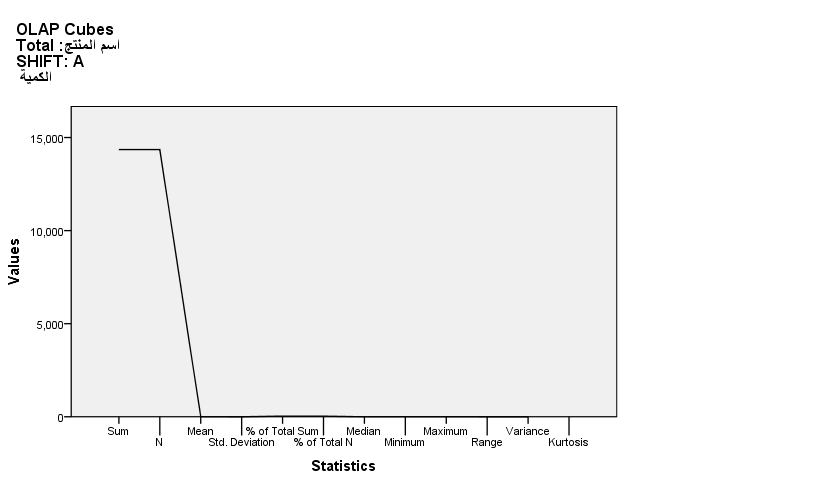 OLAP Cubes
Total :اسم المنتج
SHIFT: A
الكمية
15,000
10,000
5,000
0
Values
Sum
N
Mean
Std. Deviation
% of Total Sum
% of Total N
Median
Minimum
Maximum
Range
Variance
Kurtosis
Statistics